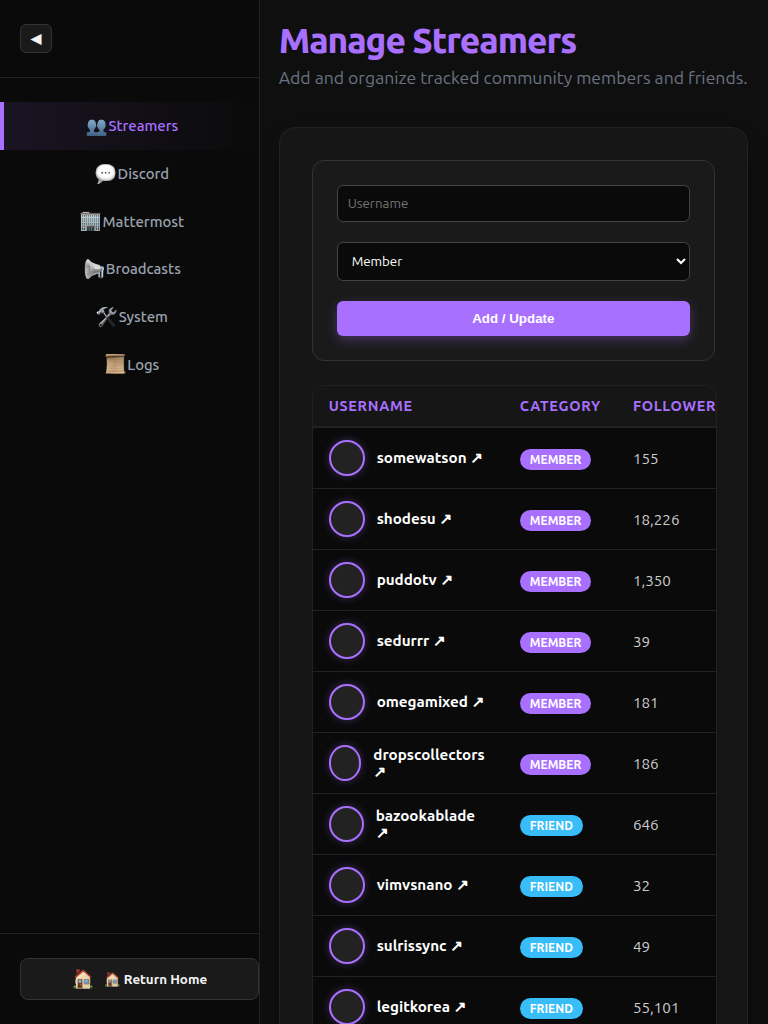 Manage Streamers
Add and organize tracked community members and friends.
Streamers
Discord
Mattermost
Broadcasts
System
Logs
Return Home
Username
Member
Add / Update
USERNAME CATEGORY FOLLOWER
somewatson ↗ MEMBER 155
shodesu ↗ MEMBER 18,226
puddotv ↗ MEMBER 1,350
sedurrr ↗ MEMBER 39
omegamixed ↗ MEMBER 181
dropscollectors ↗ MEMBER 186
bazookablade ↗ FRIEND 646
vimvsnano ↗ FRIEND 32
sulrissync ↗ FRIEND 49
legitkorea ↗ FRIEND 55,101